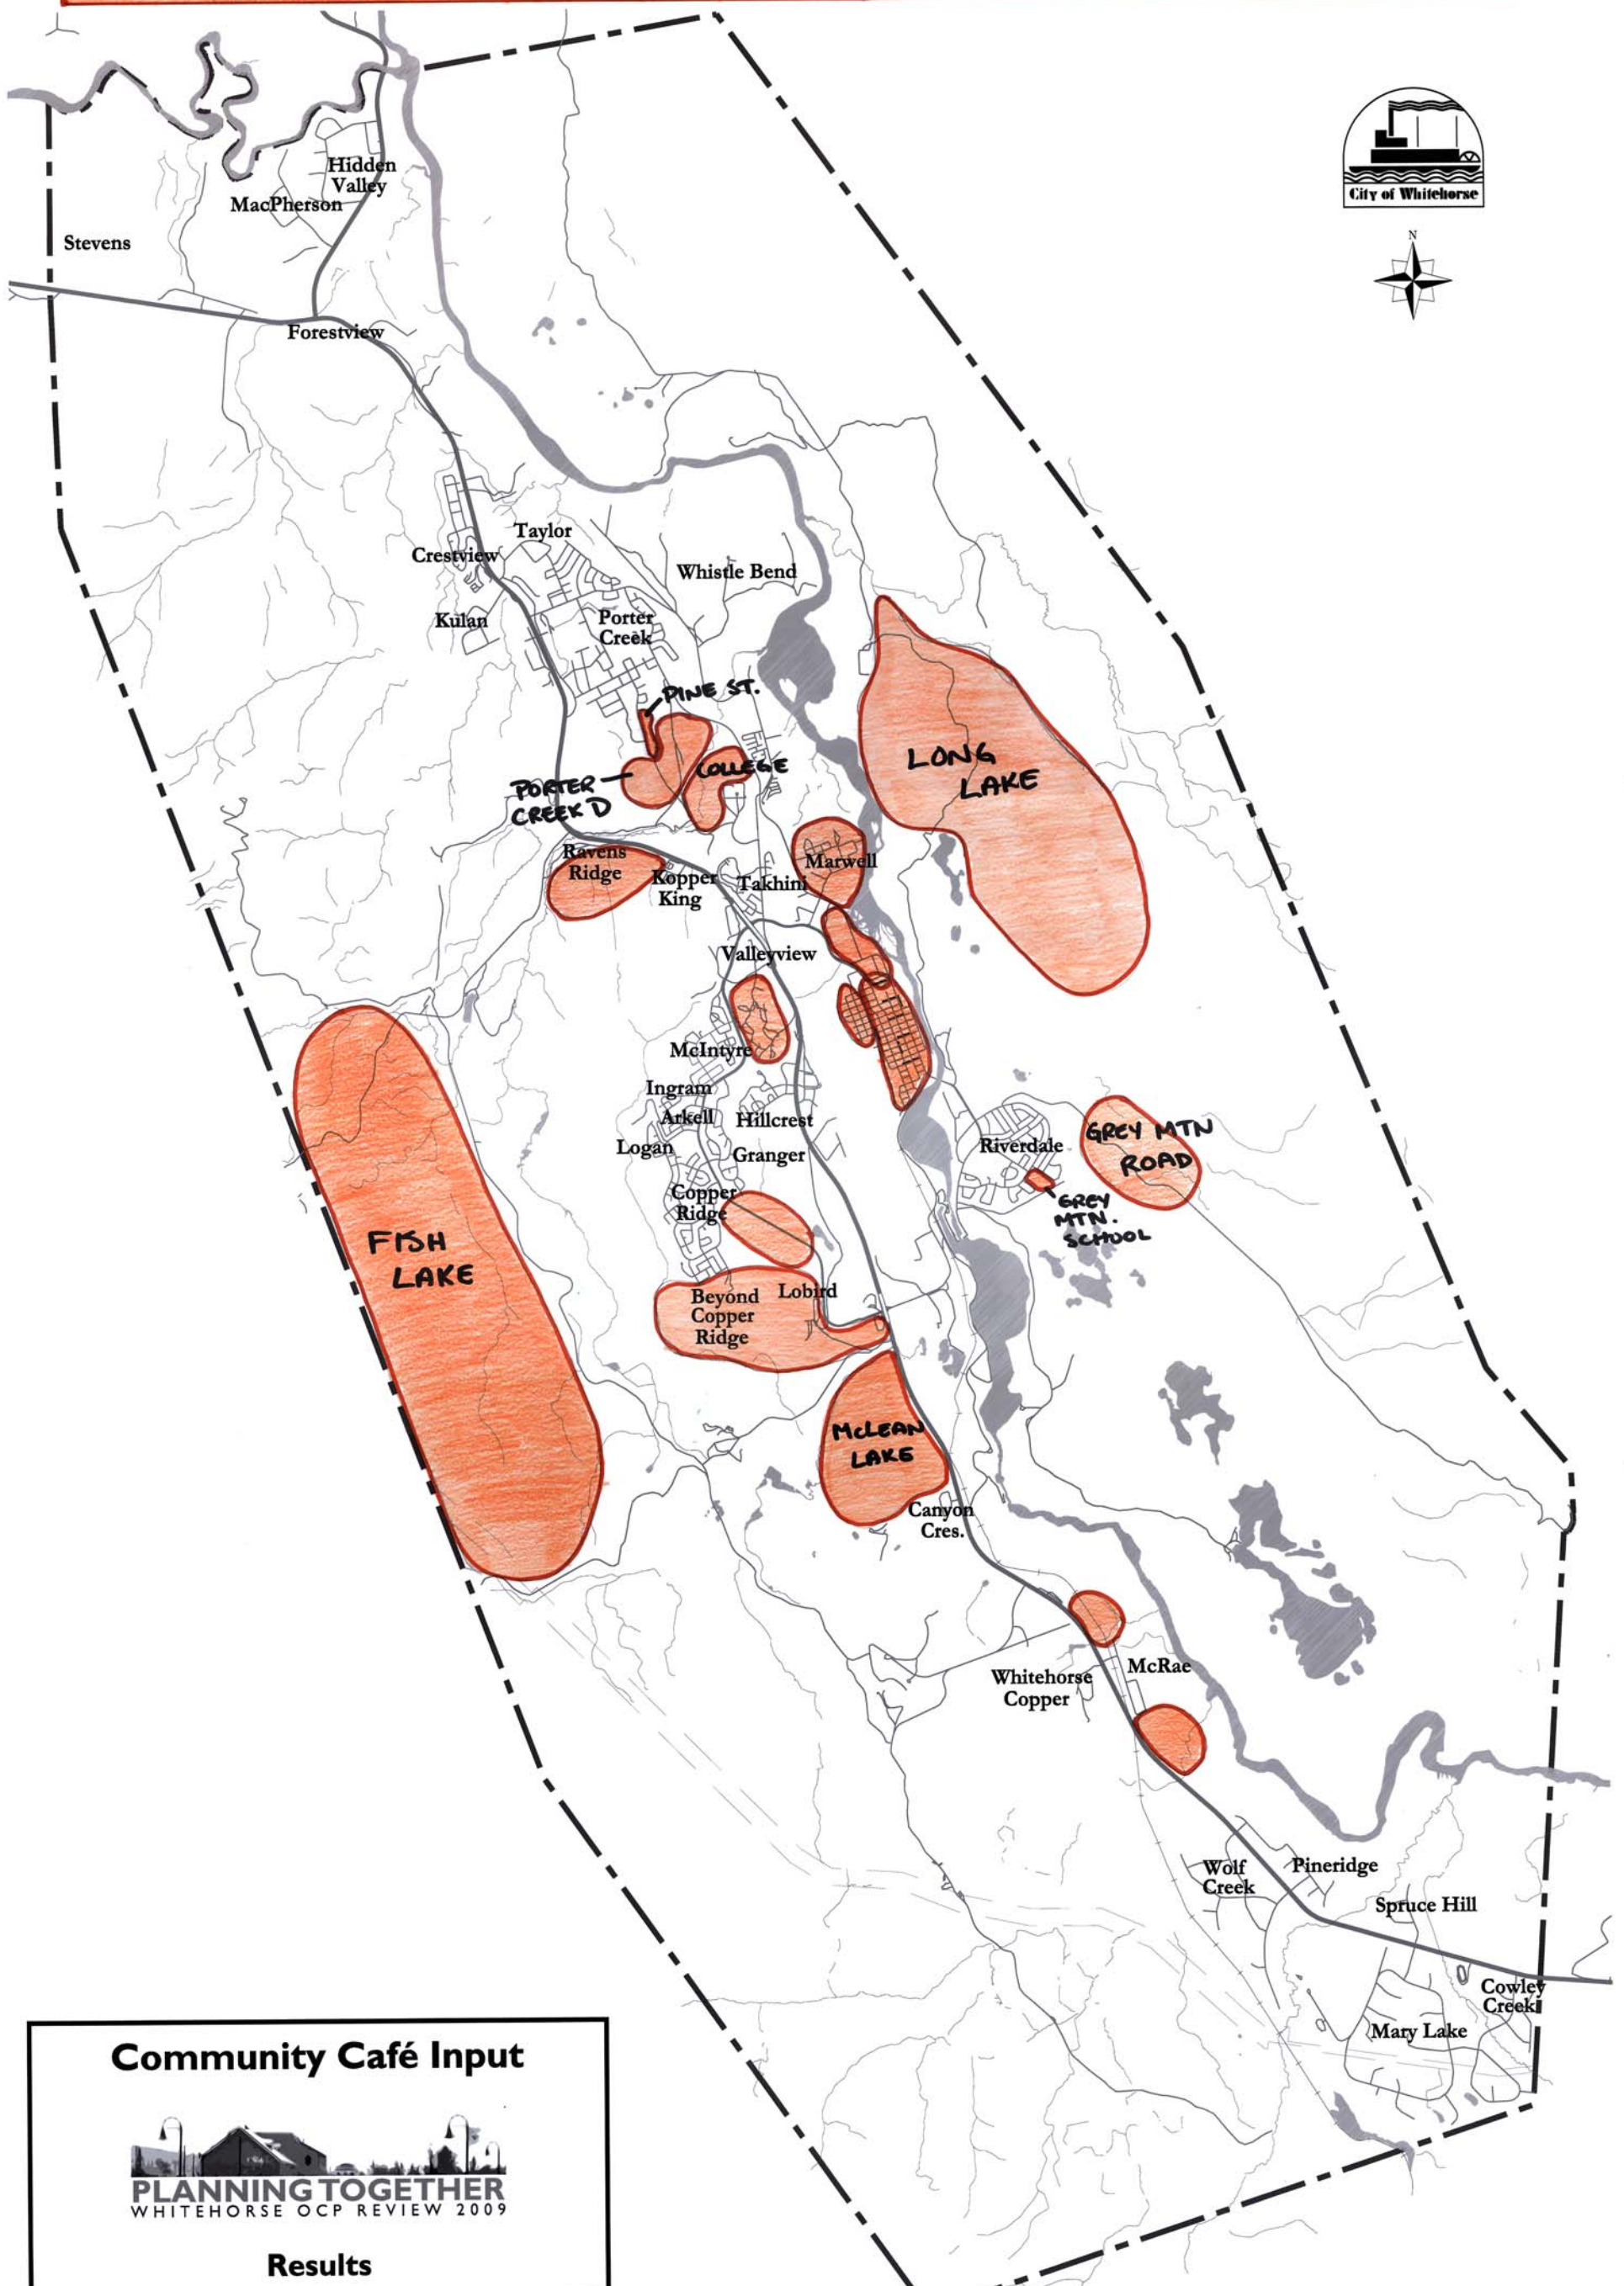 City of Whitehorse
N
Hidden
Valley
MacPherson
Stevens
Forestview
Taylor
Crestview
Whistle Bend
Kulan
Porter
Creek
PINE ST.
LONG
LAKE
COLLEGE
PORTER
CREEK D
Ravens
Ridge
Marwell
Kopper
King
Takhini
Valleyview
McIntyre
Ingram
Arkell
Hillcrest
Logan
Granger
Riverdale
GREY MTN
ROAD
Copper
Ridge
GREY
MTN.
SCHOOL
FISH
LAKE
Beyond
Copper
Ridge
Lobird
McLEAN
LAKE
Canyon
Cres.
Whitehorse
Copper
McRae
Wolf
Creek
Pineridge
Spruce Hill
Cowley
Creek
Mary Lake
Community Café Input
PLANNING TOGETHER
WHITEHORSE OCP REVIEW 2009
Results